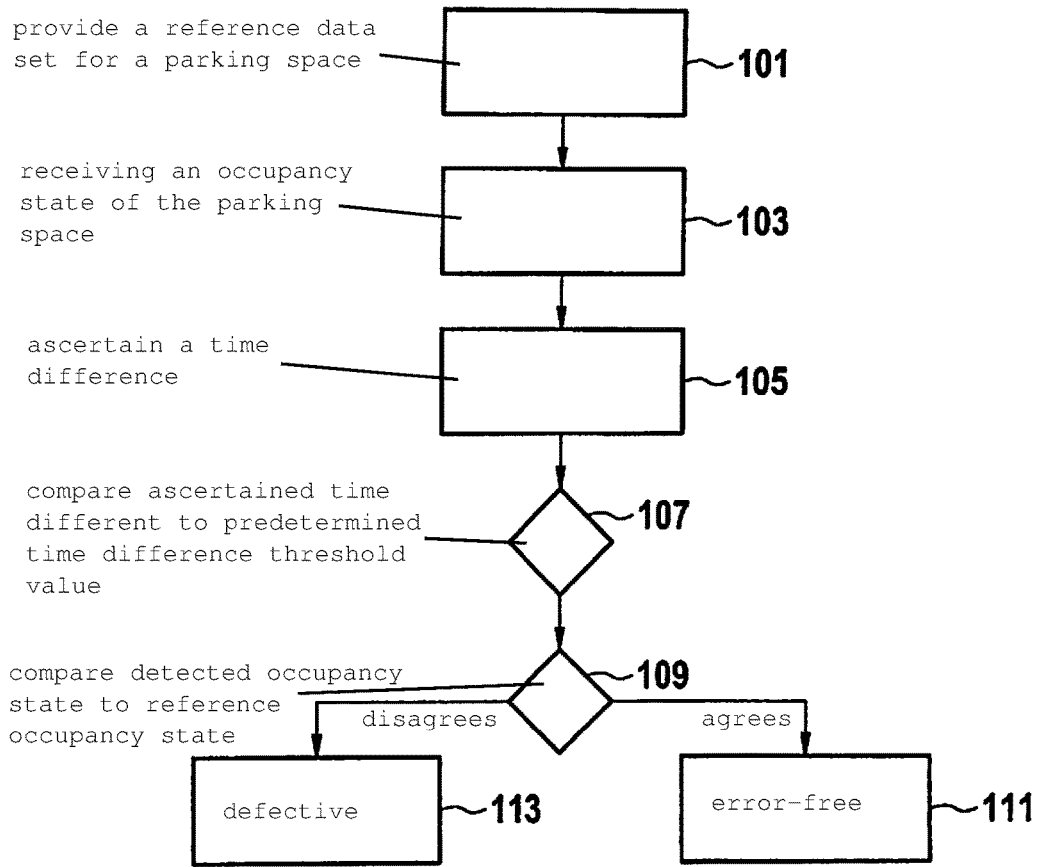 provide a reference data
set for a parking space
101
receiving an occupancy
state of the parking
space
103
ascertain a time
difference
105
compare ascertained time
different to predetermined
time difference threshold
value
107
compare detected occupancy
state to reference
occupancy state
109
disagrees
agrees
defective
113
error-free
111